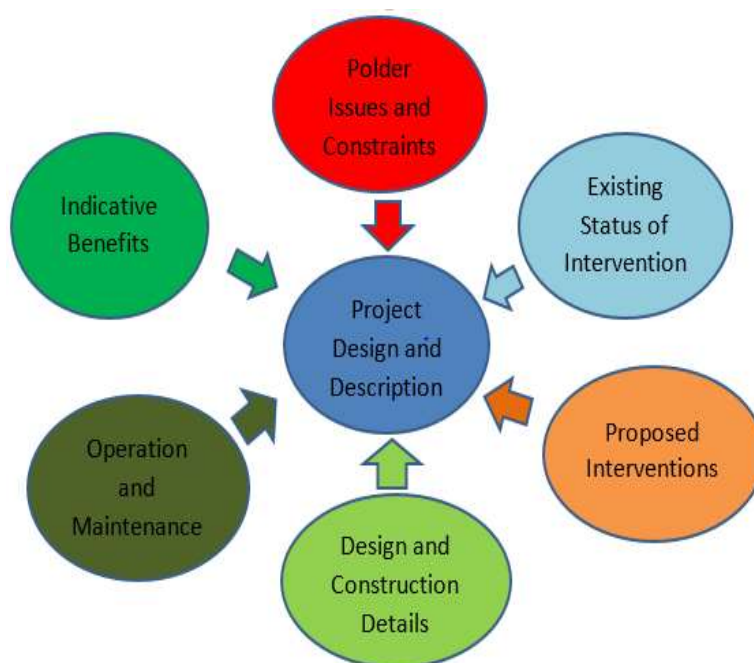 Polder
Issues and
Constraints
Existing
Status of
Intervention
Proposed
Interventions
Design and
Construction
Details
Operation
and
Maintenance
Indicative
Benefits
Project
Design and
Description